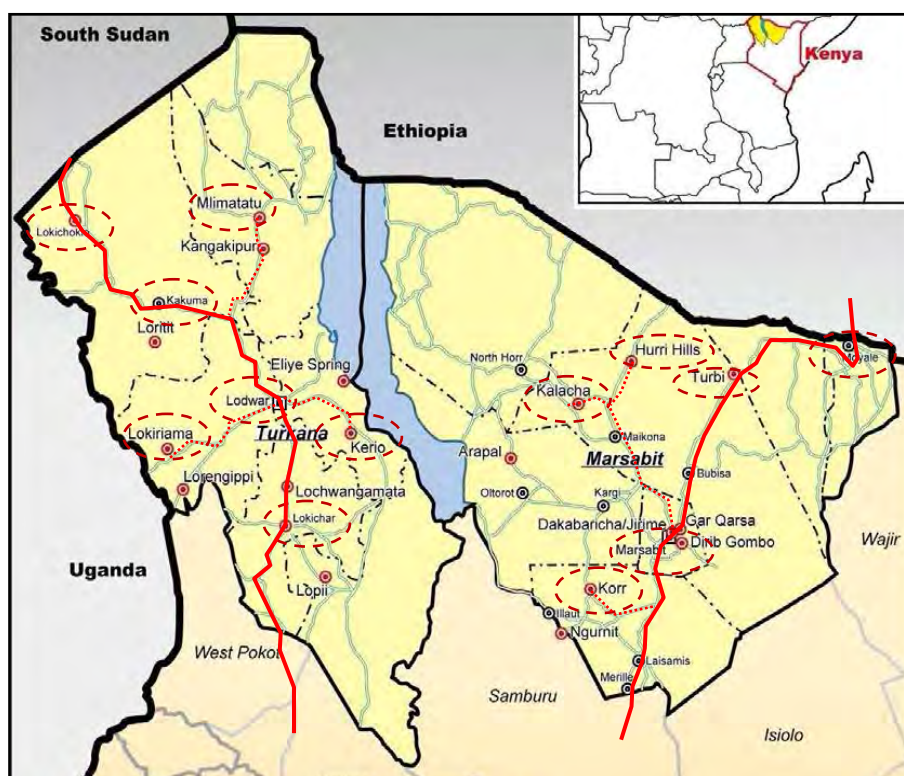 South Sudan
Kenya
Ethiopia
Mlimatatu
Lokichokio
Kangakipur
Kakuma
Loritit
Eliye Spring
North Horr
Hurri Hills
Moyale
Turbi
Kalacha
Lodwar
Turkana
Kerio
Lokiriama
Maikona
Marsabit
Arapal
Bubisa
Lorengippi
Lochwangamata
Oltorot
Kargi
Lokichar
Dakabaricha/Jirime
Gar Qarsa
Dirib Gombo
Marsabit
Wajir
Uganda
Lopii
Korr
Illaut
Ngurnit
West Pokot
Laisamis
Merille
Samburu
Isiolo